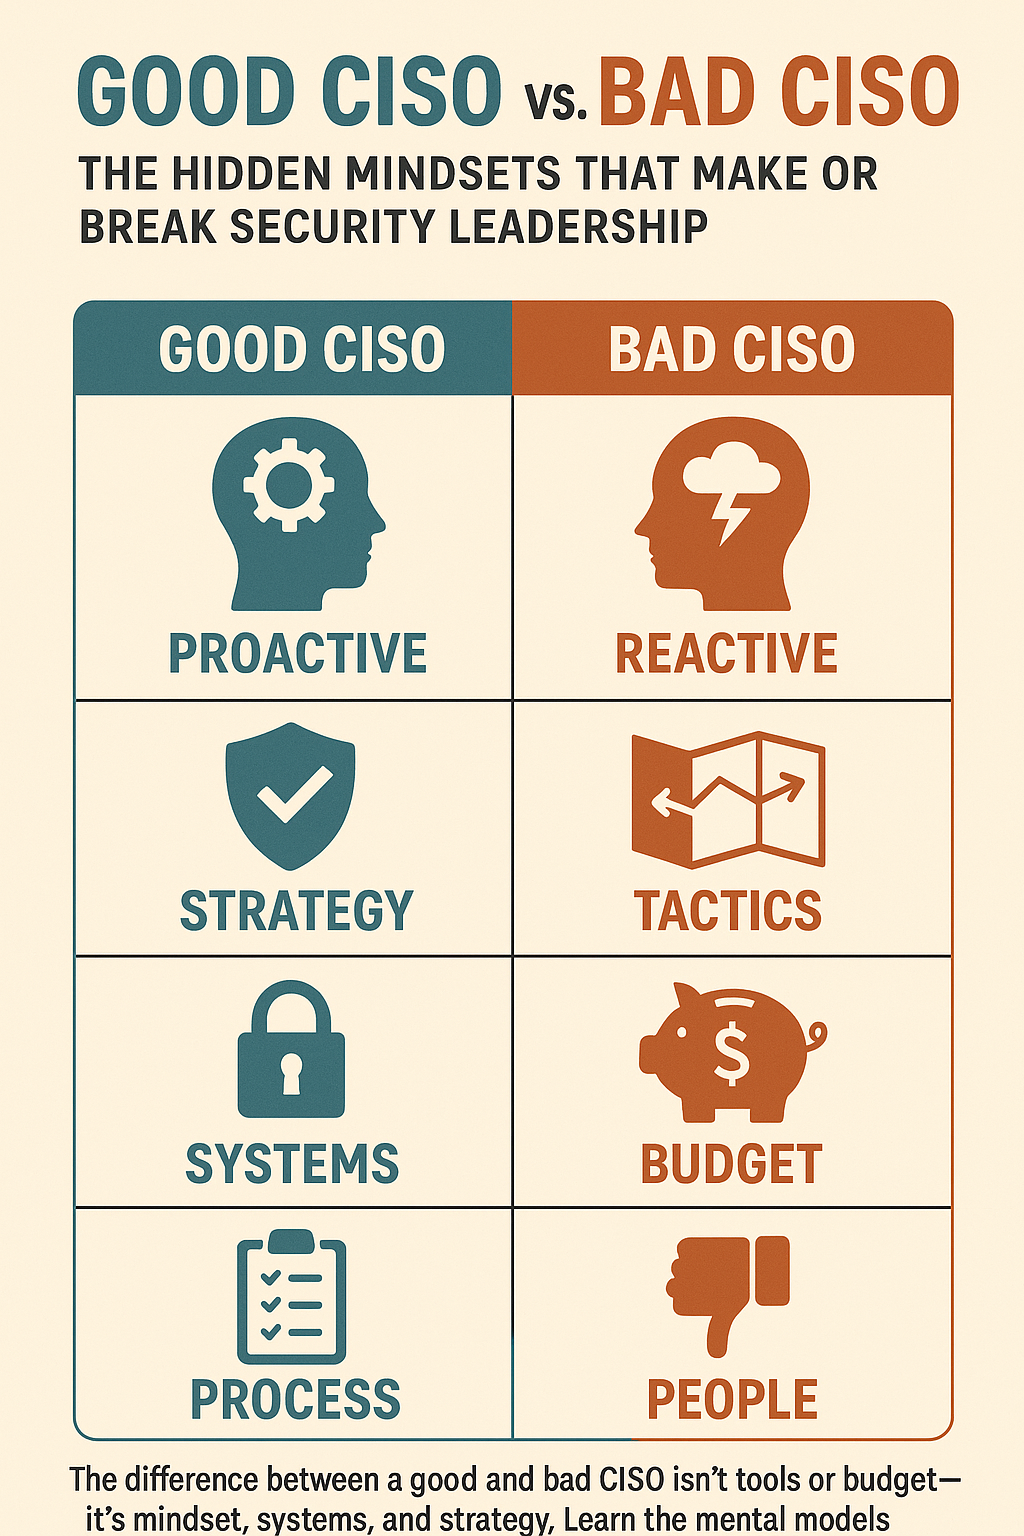 GOOD CISO vs. BAD CISO
THE HIDDEN MINDSETS THAT MAKE OR
BREAK SECURITY LEADERSHIP
GOOD CISO BAD CISO
PROACTIVE REACTIVE
STRATEGY TACTICS
$
SYSTEMS BUDGET
PROCESS PEOPLE
The difference between a good and bad CISO isn't tools or budget—
it's mindset, systems, and strategy, Learn the mental models